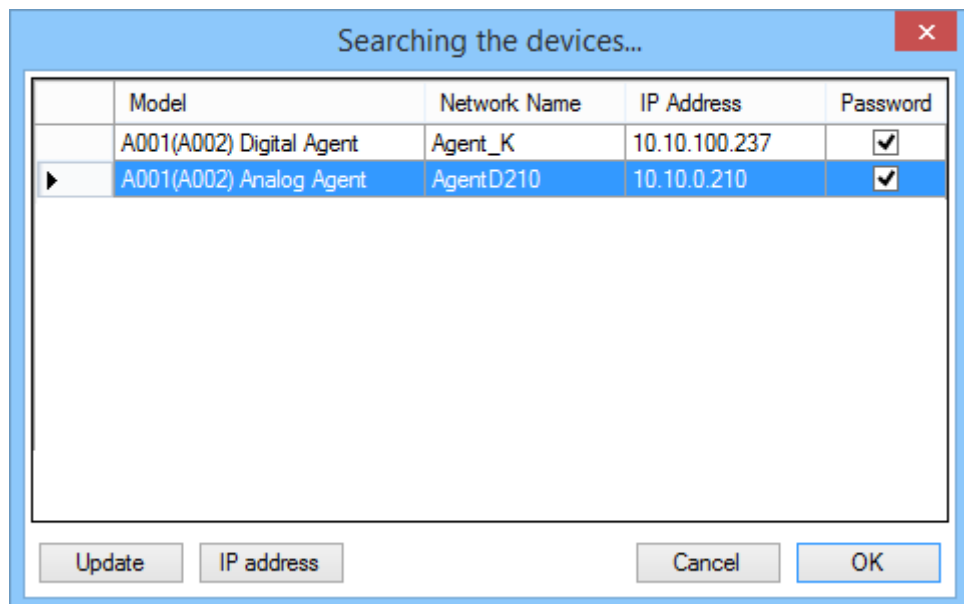 Searching the devices...
Model Network Name IP Address Password
A001(A002) Digital Agent Agent_K 10.10.100.237
A001(A002) Analog Agent AgentD210 10.10.0.210
Update IP address Cancel OK